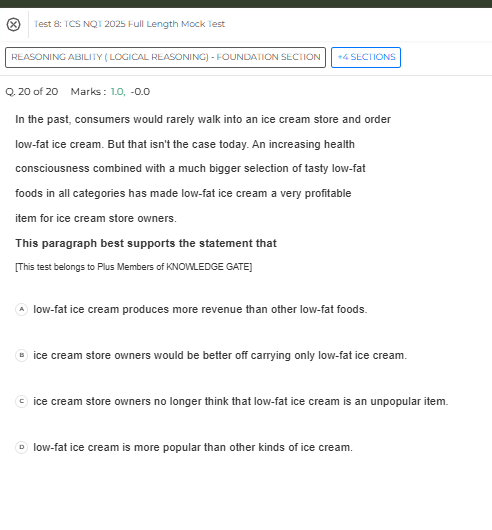 Test 8: TCS NQT 2025 Full Length Mock Test
REASONING ABILITY ( LOGICAL REASONING) - FOUNDATION SECTION
+4 SECTIONS
Q. 20 of 20 Marks : 1.0, -0.0
In the past, consumers would rarely walk into an ice cream store and order
low-fat ice cream. But that isn't the case today. An increasing health
consciousness combined with a much bigger selection of tasty low-fat
foods in all categories has made low-fat ice cream a very profitable
item for ice cream store owners.
This paragraph best supports the statement that
[This test belongs to Plus Members of KNOWLEDGE GATE]
A low-fat ice cream produces more revenue than other low-fat foods.
B ice cream store owners would be better off carrying only low-fat ice cream.
C ice cream store owners no longer think that low-fat ice cream is an unpopular item.
D low-fat ice cream is more popular than other kinds of ice cream.